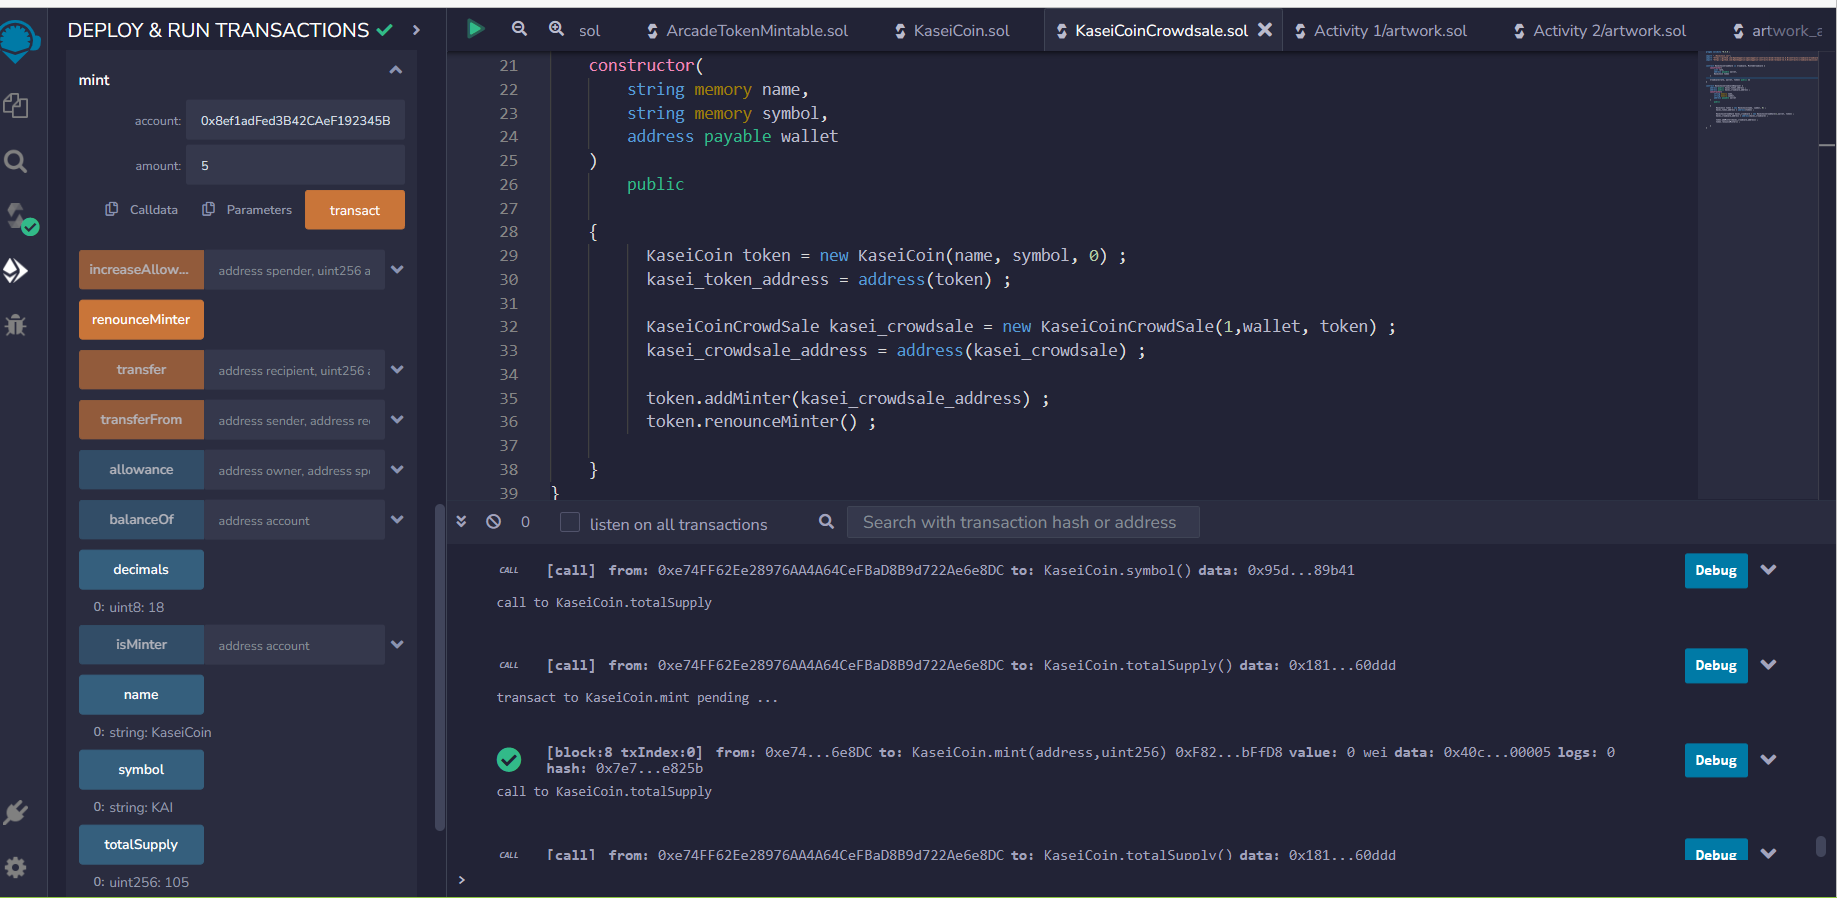 DEPLOY & RUN TRANSACTIONS
mint
account: 0x8ef1adFed3B42CAeF192345B
amount: 5
Calldata Parameters transact
increaseAllow... address spender, uint256 a
renounceMinter
transfer address recipient, uint256
transferFrom address sender, address re
allowance address owner, address sp
balanceOf address account
decimals
0: uint8: 18
isMinter address account
name
0: string: KaseiCoin
symbol
0: string: KAI
totalSupply
0: uint256: 105
sol ArcadeTokenMintable.sol KaseiCoin.sol KaseiCoinCrowdsale.sol Activity 1/artwork.sol Activity 2/artwork.sol artwork_a
21 constructor(
22 string memory name,
23 string memory symbol,
24 address payable wallet
25 )
26 public
27
28 {
29 KaseiCoin token = new KaseiCoin(name, symbol, 0) ;
30 kasei_token_address = address(token) ;
31
32 KaseiCoinCrowdSale kasei_crowdsale = new KaseiCoinCrowdSale(1,wallet, token) ;
33 kasei_crowdsale_address = address(kasei_crowdsale) ;
34
35 token.addMinter(kasei_crowdsale_address) ;
36 token.renounceMinter() ;
37
38 }
39 }
0 listen on all transactions Search with transaction hash or address
CALL [call] from: 0xe74FF62Ee28976AA4A64CeFBaD8B9d722Ae6e8DC to: KaseiCoin.symbol() data: 0x95d...89b41 Debug
call to KaseiCoin.totalSupply
CALL [call] from: 0xe74FF62Ee28976AA4A64CeFBaD8B9d722Ae6e8DC to: KaseiCoin.totalSupply() data: 0x181...60ddd Debug
transact to KaseiCoin.mint pending ...
[block:8 txIndex:0] from: 0xe74...6e8DC to: KaseiCoin.mint(address,uint256) 0xF82...bFfD8 value: 0 wei data: 0x40c...00005 logs: 0 Debug
hash: 0x7e7...e825b
call to KaseiCoin.totalSupply
CALL [call] from: 0xe74FF62Ee28976AA4A64CeFBaD8B9d722Ae6e8DC to: KaseiCoin.totalSupply() data: 0x181...60ddd Debug
>